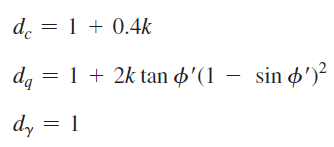 d_c = 1 + 0.4k
d_q = 1 + 2k tan ϕ′(1 − sin ϕ′)²
d_γ = 1